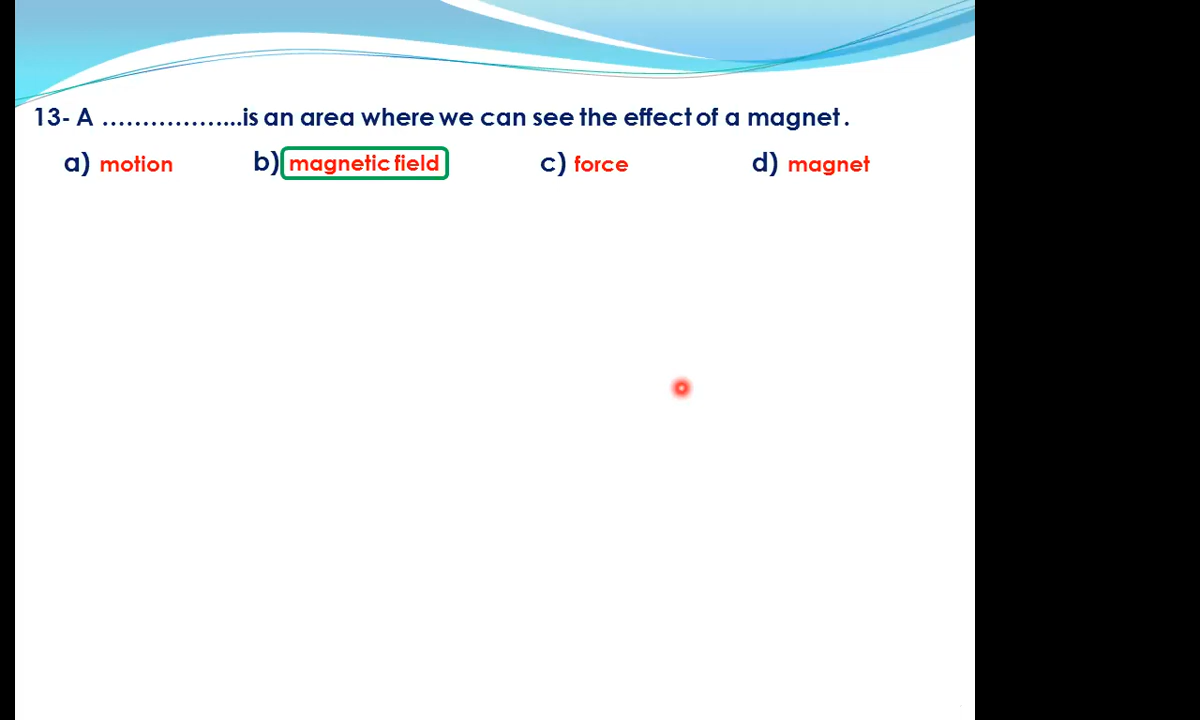 13- A ……………...is an area where we can see the effect of a magnet.
a) motion b) magnetic field c) force d) magnet